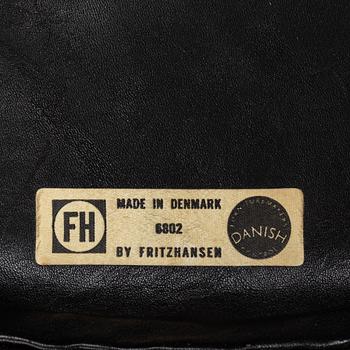 FH
MADE IN DENMARK
6802
BY FRITZHANSEN
DANISH